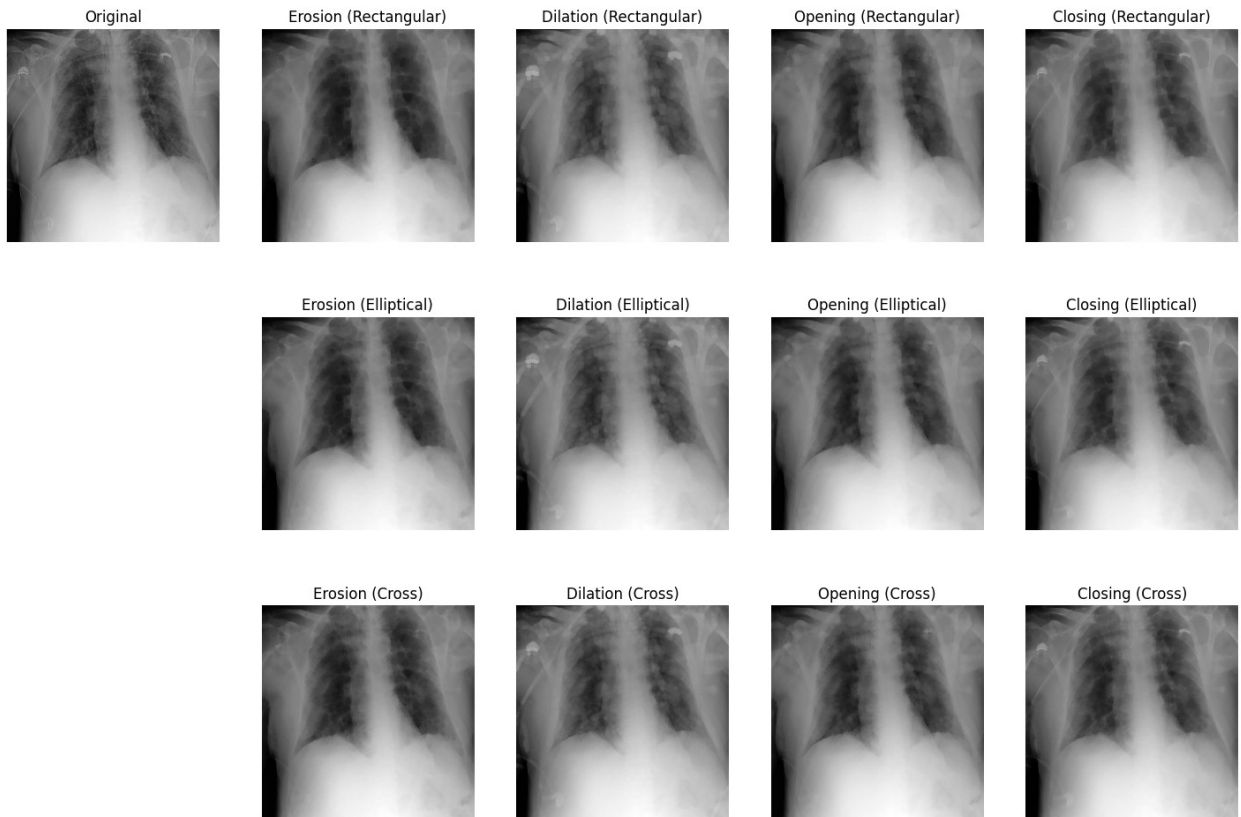 Original
Erosion (Rectangular)
Dilation (Rectangular)
Opening (Rectangular)
Closing (Rectangular)
Erosion (Elliptical)
Dilation (Elliptical)
Opening (Elliptical)
Closing (Elliptical)
Erosion (Cross)
Dilation (Cross)
Opening (Cross)
Closing (Cross)